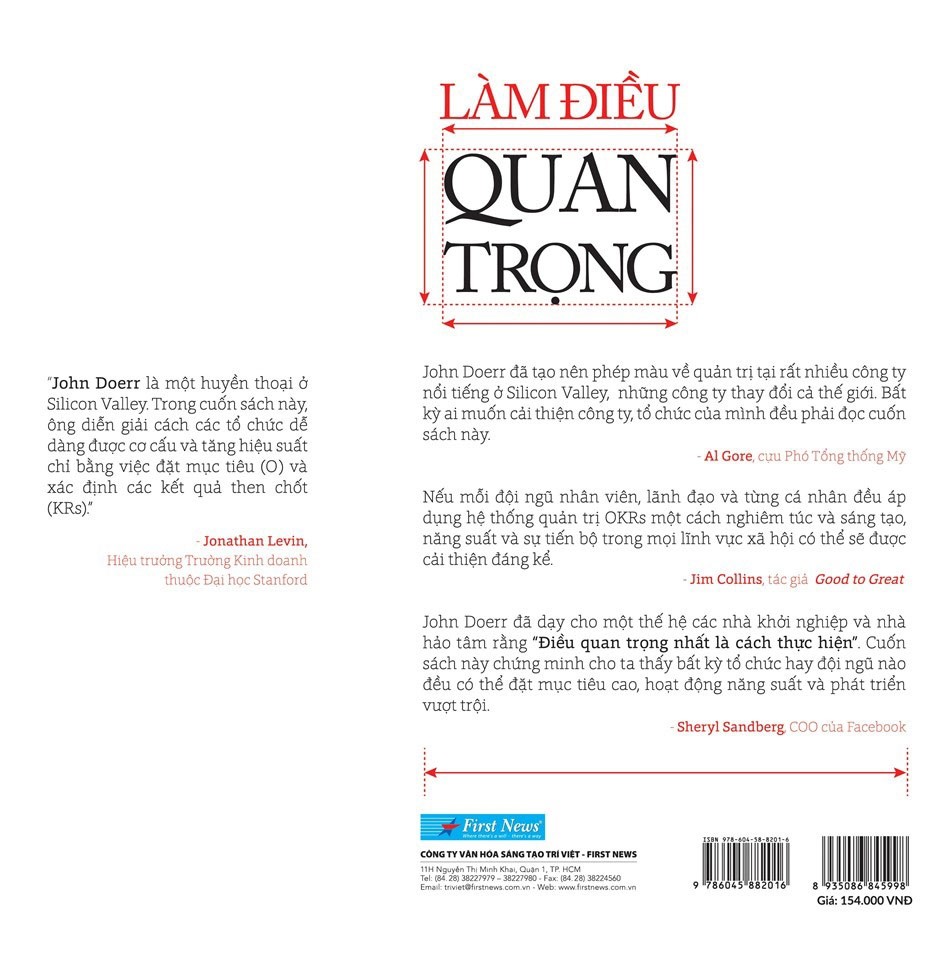 LÀM ĐIỀU
QUAN
TRỌNG
“John Doerr là một huyền thoại ở
Silicon Valley. Trong cuốn sách này,
ông diễn giải cách các tổ chức dễ
dàng được cơ cấu và tăng hiệu suất
chỉ bằng việc đặt mục tiêu (O) và
xác định các kết quả then chốt
(KRs).”
- Jonathan Levin,
Hiệu trưởng Trường Kinh doanh
thuộc Đại học Stanford
John Doerr đã tạo nên phép màu về quản trị tại rất nhiều công ty
nổi tiếng ở Silicon Valley, những công ty thay đổi cả thế giới. Bất
kỳ ai muốn cải thiện công ty, tổ chức của mình đều phải đọc cuốn
sách này.
- Al Gore, cựu Phó Tổng thống Mỹ
Nếu mỗi đội ngũ nhân viên, lãnh đạo và từng cá nhân đều áp
dụng hệ thống quản trị OKRs một cách nghiêm túc và sáng tạo,
năng suất và sự tiến bộ trong mọi lĩnh vực xã hội có thể sẽ được
cải thiện đáng kể.
- Jim Collins, tác giả Good to Great
John Doerr đã dạy cho một thế hệ các nhà khởi nghiệp và nhà
hảo tâm rằng “Điều quan trọng nhất là cách thực hiện”. Cuốn
sách này chứng minh cho ta thấy bất kỳ tổ chức hay đội ngũ nào
đều có thể đặt mục tiêu cao, hoạt động năng suất và phát triển
vượt trội.
- Sheryl Sandberg, COO của Facebook
First News®
Where there's a will - there's a way
CÔNG TY VĂN HÓA SÁNG TẠO TRÍ VIỆT - FIRST NEWS
11H Nguyễn Thị Minh Khai, Quận 1, TP. HCM
Tel: (84. 28) 38227979 – 38227980 - Fax: (84. 28) 38224560
Email: triviet@firstnews.com.vn - Web: www.firstnews.com.vn
ISBN 978-604-58-8201-6
9 786045 882016
8 935086 845998
Giá: 154.000 VNĐ